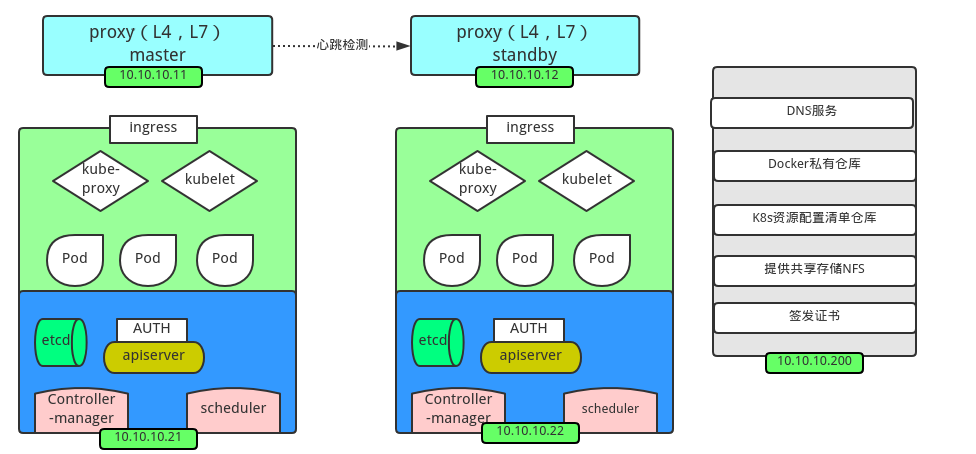 proxy（L4，L7）
master
10.10.10.11
心跳检测
proxy（L4，L7）
standby
10.10.10.12
ingress
kube-
proxy
kubelet
Pod
Pod
Pod
etcd
AUTH
apiserver
Controller
-manager
scheduler
10.10.10.21
ingress
kube-
proxy
kubelet
Pod
Pod
Pod
etcd
AUTH
apiserver
Controller
-manager
scheduler
10.10.10.22
DNS服务
Docker私有仓库
K8s资源配置清单仓库
提供共享存储NFS
签发证书
10.10.10.200